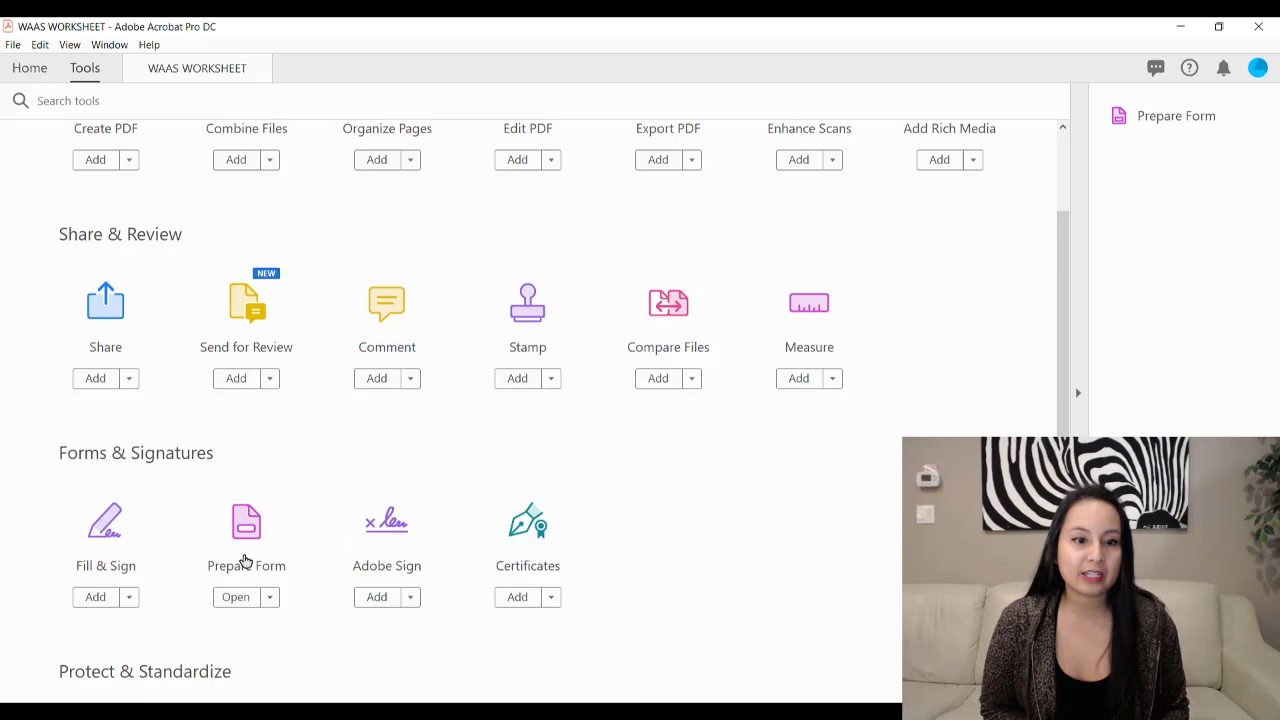 WAAS WORKSHEET - Adobe Acrobat Pro DC
File Edit View Window Help
Home Tools WAAS WORKSHEET
Search tools
Prepare Form
Create PDF Combine Files Organize Pages Edit PDF Export PDF Enhance Scans Add Rich Media
Add Add Add Add Add Add Add
Share & Review
NEW
Share Send for Review Comment Stamp Compare Files Measure
Add Add Add Add Add Add
Forms & Signatures
Fill & Sign Prepare Form Adobe Sign Certificates
Add Open Add Add
Protect & Standardize